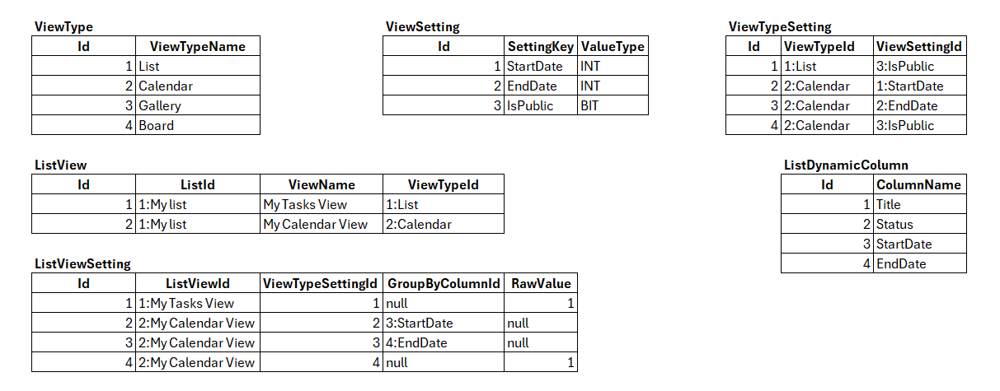 ViewType ViewSetting ViewTypeSetting
Id ViewTypeName Id SettingKey ValueType Id ViewTypeId ViewSettingId
1 List 1 StartDate INT 1 1:List 3:IsPublic
2 Calendar 2 EndDate INT 2 2:Calendar 1:StartDate
3 Gallery 3 IsPublic BIT 3 2:Calendar 2:EndDate
4 Board 4 2:Calendar 3:IsPublic
ListView ListDynamicColumn
Id ListId ViewName ViewTypeId Id ColumnName
1 1:My list My Tasks View 1:List 1 Title
2 1:My list My Calendar View 2:Calendar 2 Status
3 StartDate
ListViewSetting 4 EndDate
Id ListViewId ViewTypeSettingId GroupByColumnId RawValue
1 1:My Tasks View 1 null 1
2 2:My Calendar View 2 3:StartDate null
3 2:My Calendar View 3 4:EndDate null
4 2:My Calendar View 4 null 1